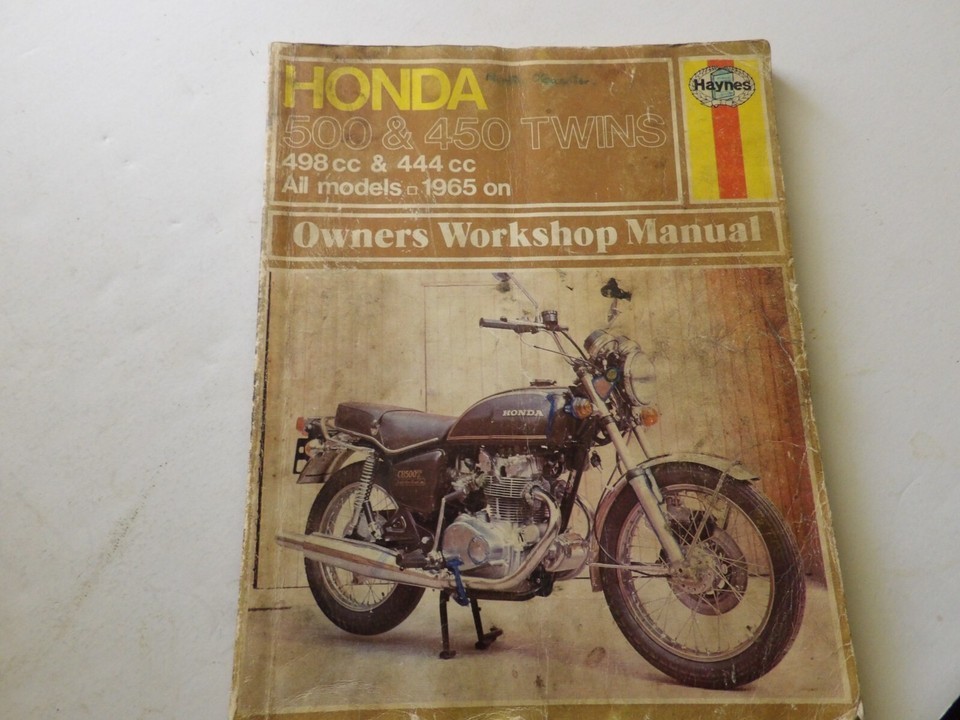 HONDA
Haynes
500 & 450 TWINS
498 cc & 444 cc
All models □ 1965 on
Owners Workshop Manual
HONDA